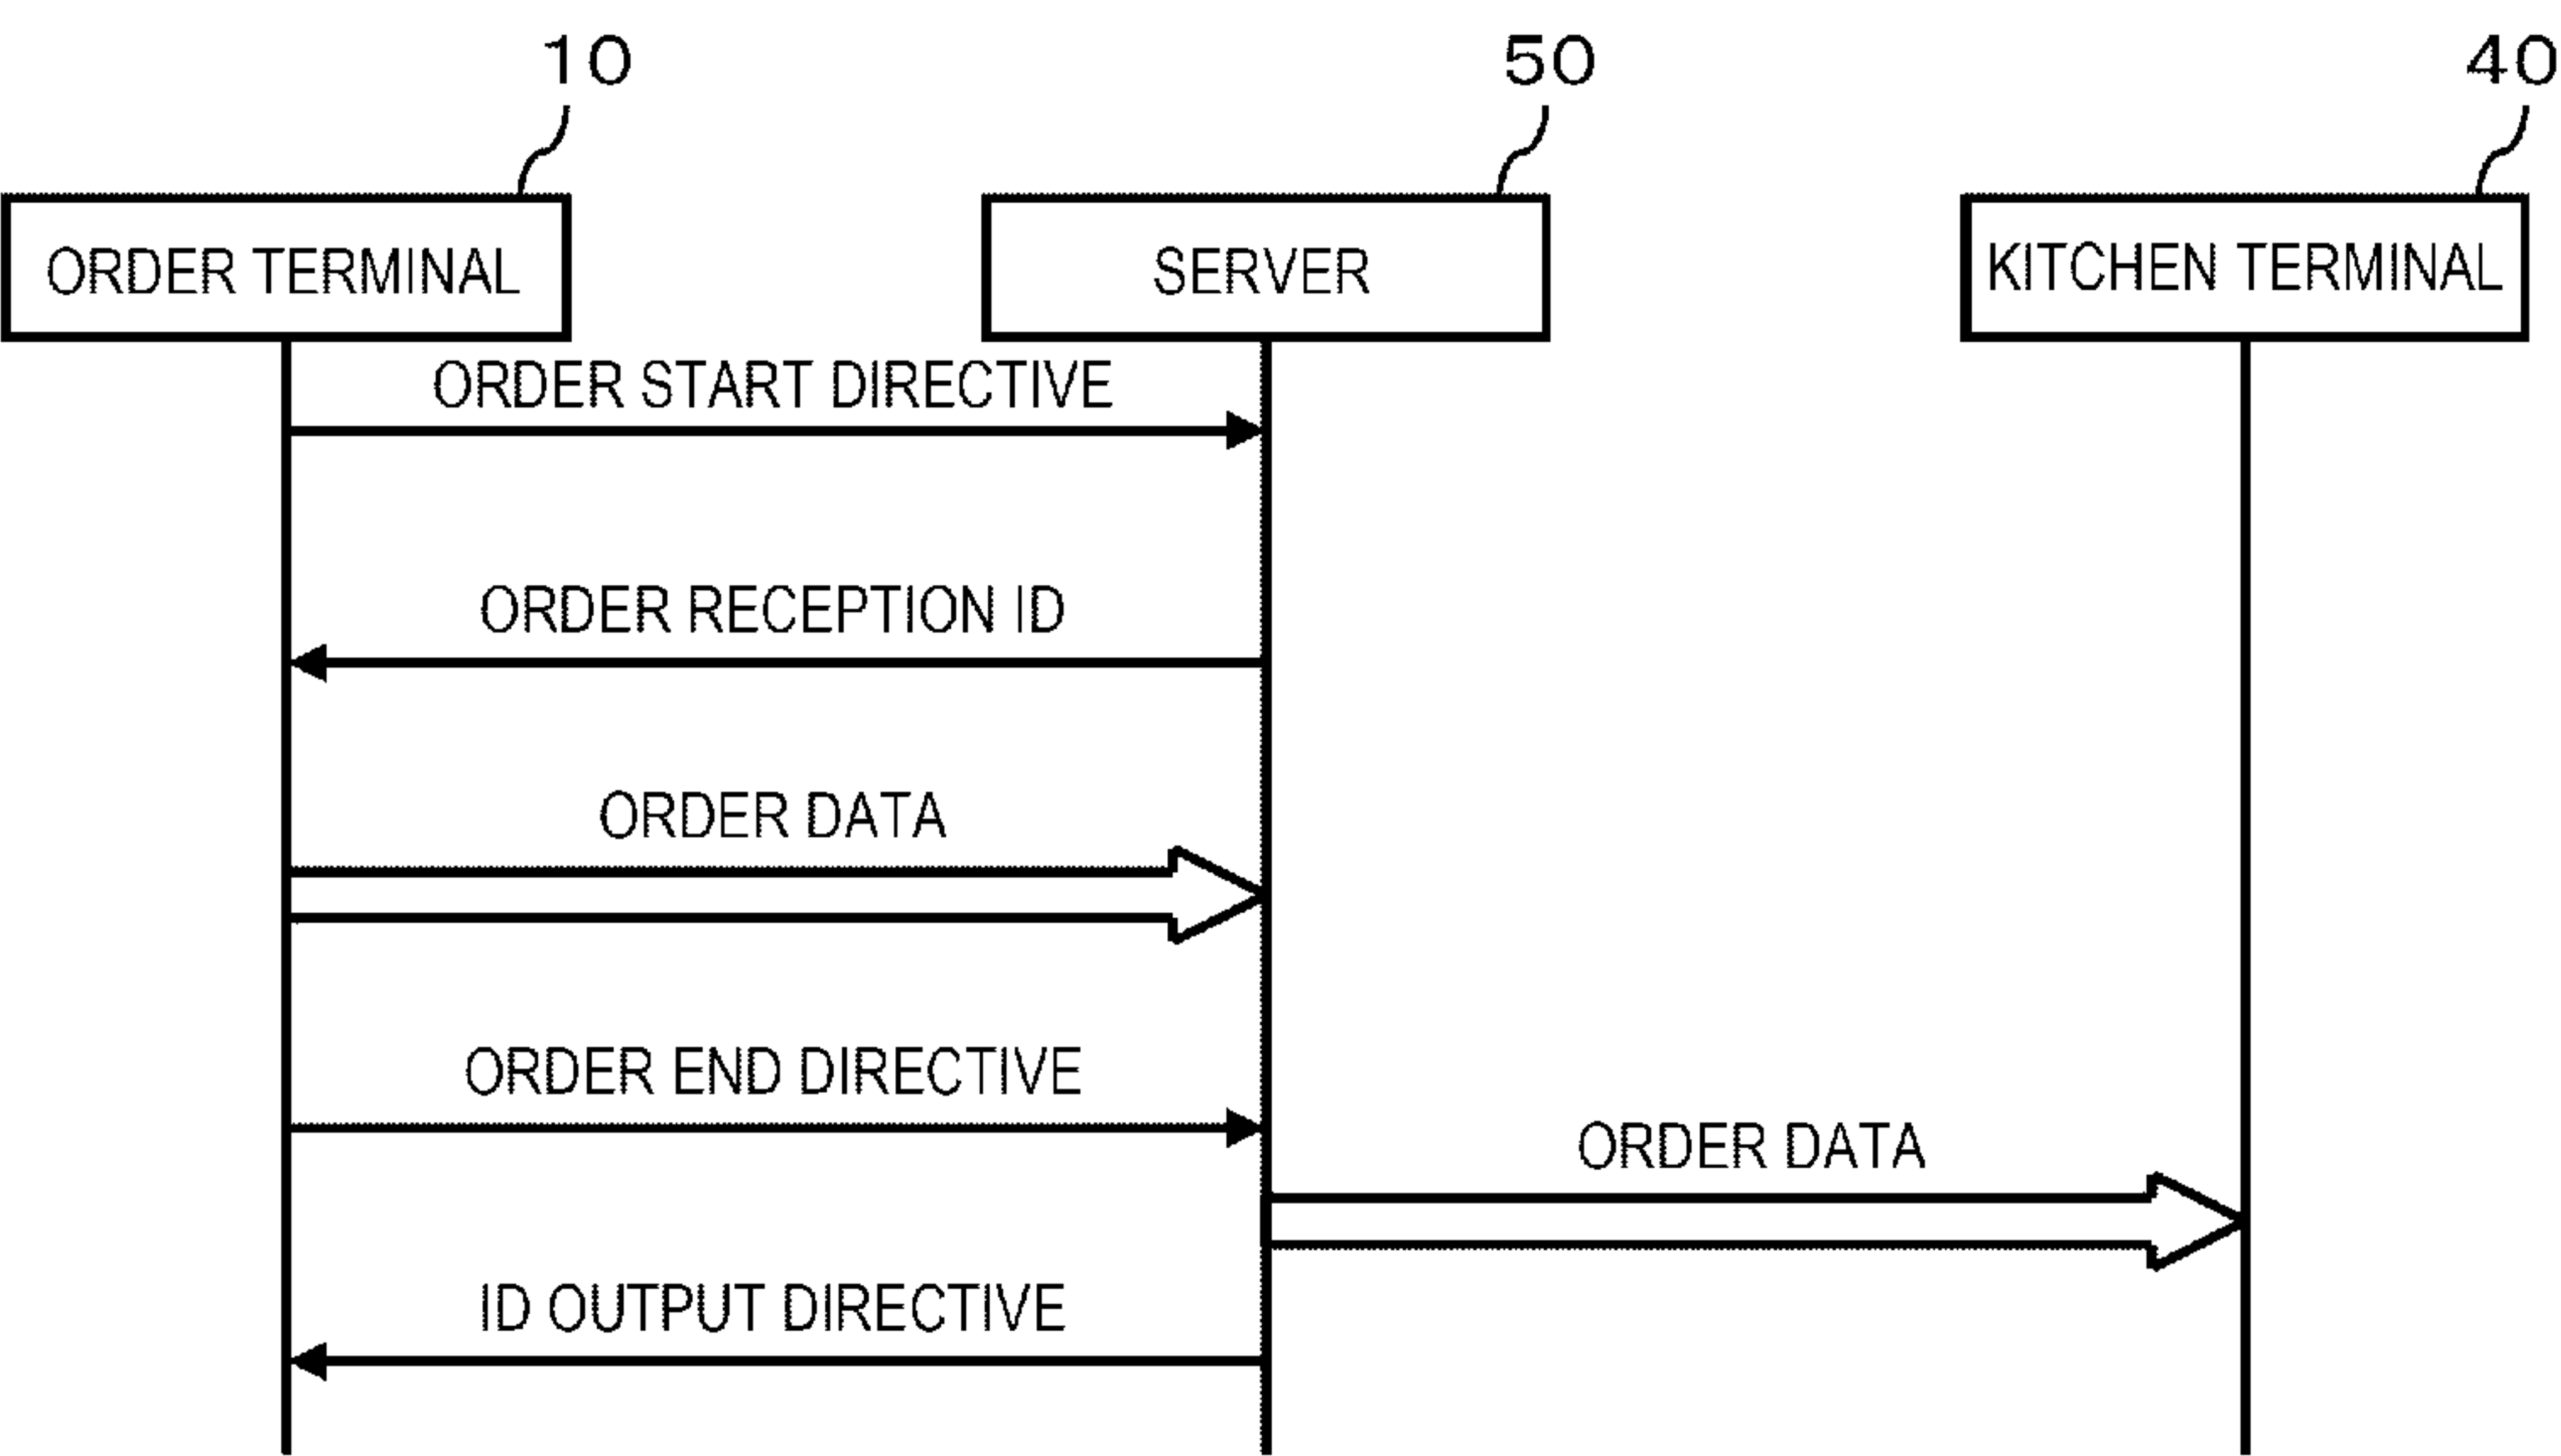 10
50
40
ORDER TERMINAL
SERVER
KITCHEN TERMINAL
ORDER START DIRECTIVE
ORDER RECEPTION ID
ORDER DATA
ORDER END DIRECTIVE
ORDER DATA
ID OUTPUT DIRECTIVE